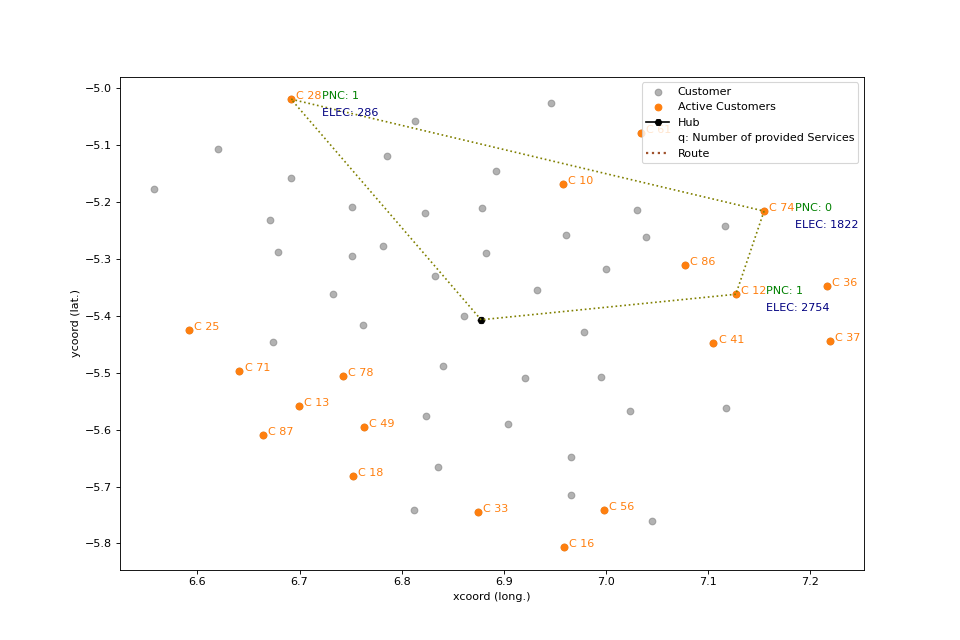 C 28 PNC: 1
ELEC: 286
Customer
Active Customers
Hub
q: Number of provided Services
Route
C 10
C 74 PNC: 0
ELEC: 1822
C 86
C 12 PNC: 1
ELEC: 2754
C 36
C 25
C 41
C 37
C 71
C 78
C 13
C 49
C 87
C 18
C 33
C 56
C 16
−5.0
−5.1
−5.2
−5.3
−5.4
−5.5
−5.6
−5.7
−5.8
ycoord (lat.)
6.6 6.7 6.8 6.9 7.0 7.1 7.2
xcoord (long.)